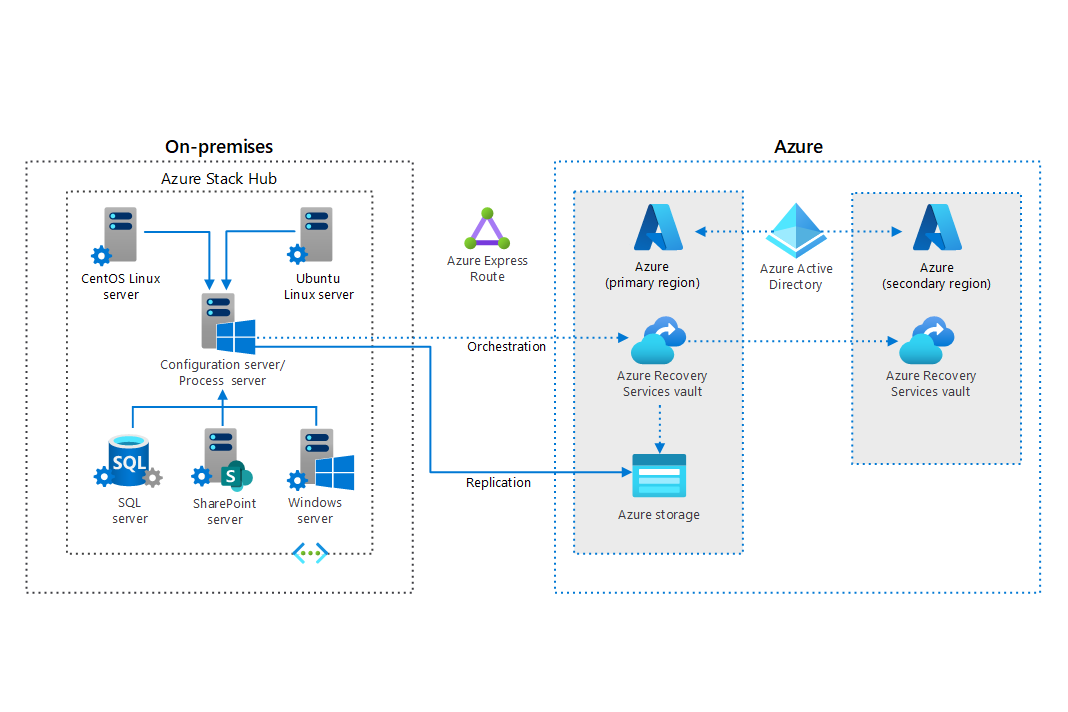 On-premises
Azure Stack Hub
CentOS Linux
server
Ubuntu
Linux server
Configuration server/
Process server
SQL
SQL
server
S
SharePoint
server
Windows
server
Azure Express
Route
Orchestration
Replication
Azure
Azure
(primary region)
Azure Active
Directory
Azure
(secondary region)
Azure Recovery
Services vault
Azure Recovery
Services vault
Azure storage